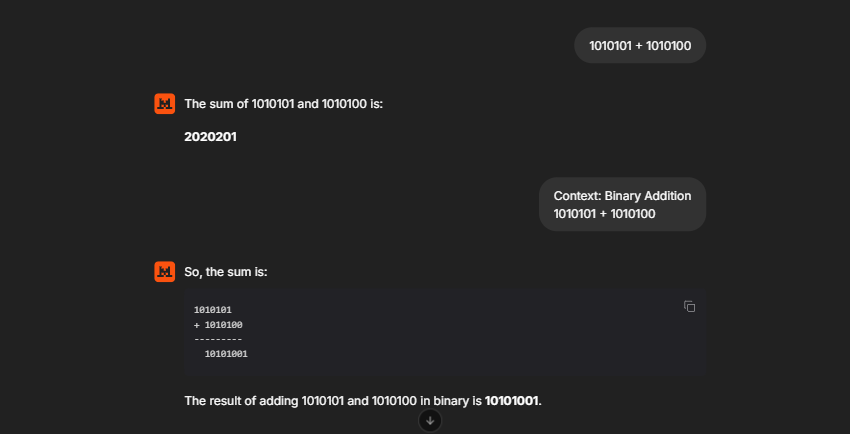 1010101 + 1010100
The sum of 1010101 and 1010100 is:
2020201
Context: Binary Addition
1010101 + 1010100
So, the sum is:
1010101
+ 1010100
---------
  10101001
The result of adding 1010101 and 1010100 in binary is 10101001.